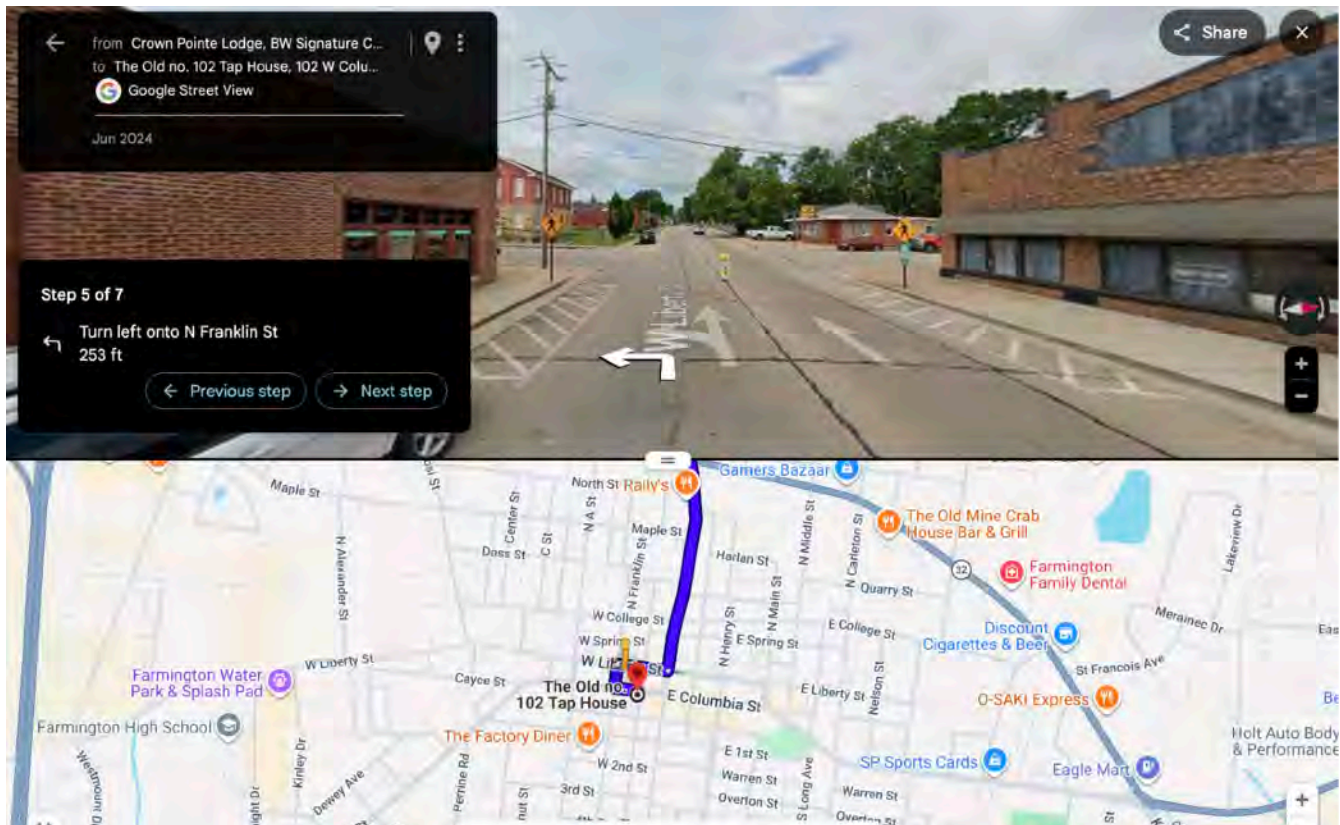 from Crown Pointe Lodge, BW Signature C...
to The Old no. 102 Tap House, 102 W Colu...
Google Street View
Jun 2024
Share
Step 5 of 7
Turn left onto N Franklin St
253 ft
Previous step
Next step
W Libert
+
−
Maple St
North St
Rally's
Gamers Bazaar
Center St
N A St
C St
Doss St
Maple St
N Alexander St
N Franklin St
Harlan St
N Middle St
N Carleton St
The Old Mine Crab
House Bar & Grill
32
Farmington
Family Dental
Lakeview Dr
Quarry St
N Main St
N Henry St
Merainec Dr
W College St
W Spring St
E Spring St
E College St
Discount
Cigarettes & Beer
Eas
St Francois Ave
W Liberty St
Farmington Water
Park & Splash Pad
Cayce St
The Old no.
102 Tap House
E Columbia St
E Liberty St
Nelson St
O-SAKI Express
Be
Farmington High School
The Factory Diner
Holt Auto Body
& Performance
Westmount D
Kinley Dr
Dewey Ave
Perrine Rd
W 2nd St
E 1st St
Warren St
Overton St
S Long Ave
SP Sports Cards
Eagle Mart
Warren St
3rd St
+